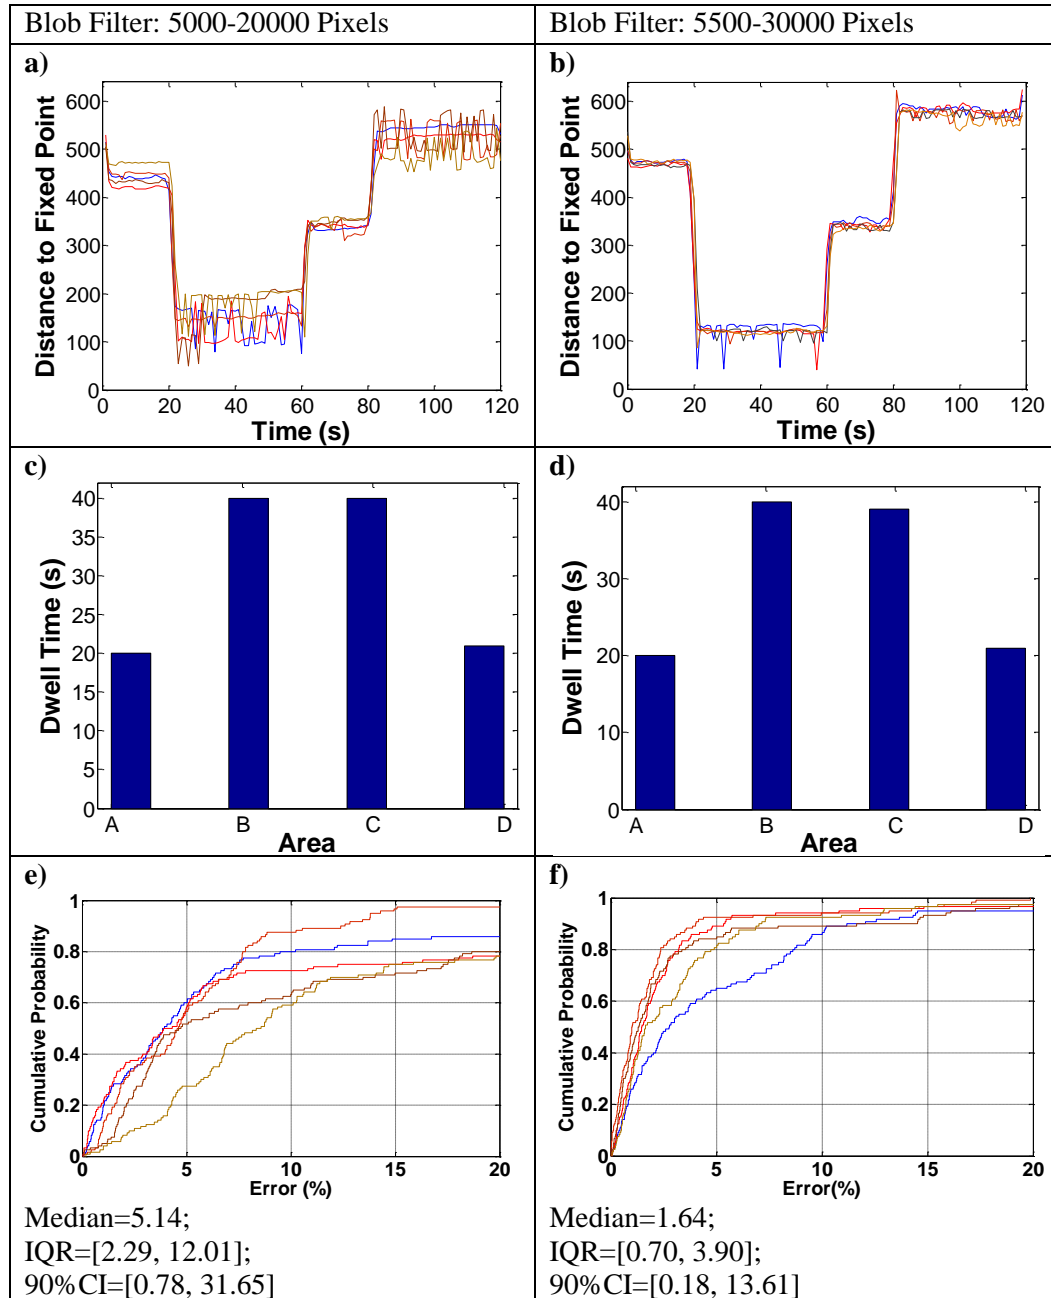 Blob Filter: 5000-20000 Pixels
Blob Filter: 5500-30000 Pixels
a)
600
500
400
300
200
100
0
0 20 40 60 80 100 120
Distance to Fixed Point
Time (s)
b)
600
500
400
300
200
100
0
0 20 40 60 80 100 120
Distance to Fixed Point
Time (s)
c)
40
35
30
25
20
15
10
5
0
A B C D
Dwell Time (s)
Area
d)
40
30
20
10
0
A B C D
Dwell Time (s)
Area
e)
1
0.8
0.6
0.4
0.2
0
0 5 10 15 20
Cumulative Probability
Error (%)
Median=5.14;
IQR=[2.29, 12.01];
90%CI=[0.78, 31.65]
f)
1
0.8
0.6
0.4
0.2
0
0 5 10 15 20
Cumulative Probability
Error(%)
Median=1.64;
IQR=[0.70, 3.90];
90%CI=[0.18, 13.61]